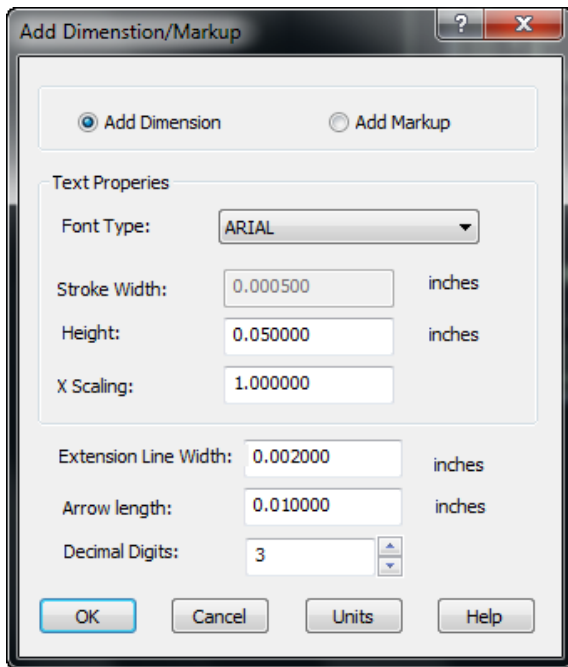 Add Dimenstion/Markup ? X
Add Dimension Add Markup
Text Properies
Font Type: ARIAL
Stroke Width: 0.000500 inches
Height: 0.050000 inches
X Scaling: 1.000000
Extension Line Width: 0.002000 inches
Arrow length: 0.010000 inches
Decimal Digits: 3
OK Cancel Units Help